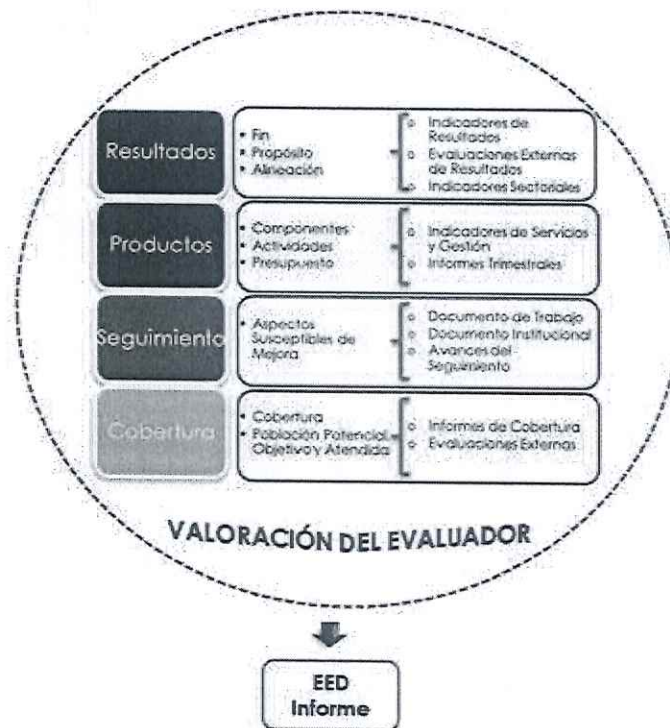 Resultados
• Fin
• Propósito
• Alineación
o Indicadores de
Resultados
o Evaluaciones Externas
de Resultados
o Indicadores Sectoriales
Productos
• Componentes
• Actividades
• Presupuesto
o Indicadores de Servicios
y Gestión
o Informes Trimestrales
Seguimiento
• Aspectos
Susceptibles de
Mejora
o Documento de Trabajo
o Documento Institucional
o Avances del
Seguimiento
Cobertura
• Cobertura
• Población Potencial,
Objetivo y Atendida
o Informes de Cobertura
o Evaluaciones Externas
VALORACIÓN DEL EVALUADOR
EED
Informe